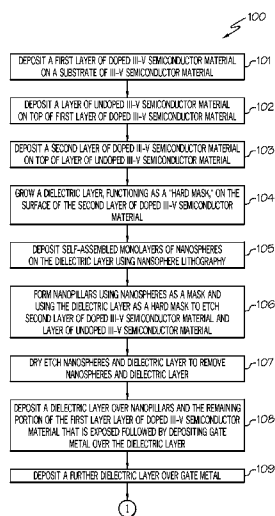 100
DEPOSIT A FIRST LAYER OF DOPED III-V SEMICONDUCTOR MATERIAL
ON A SUBSTRATE OF III-V SEMICONDUCTOR MATERIAL
101
DEPOSIT A LAYER OF UNDOPED III-V SEMICONDUCTOR MATERIAL
ON TOP OF FIRST LAYER OF DOPED III-V SEMICONDUCTOR MATERIAL
102
DEPOSIT A SECOND LAYER OF DOPED III-V SEMICONDUCTOR MATERIAL
ON TOP OF LAYER OF UNDOPED III-V SEMICONDUCTOR MATERIAL
103
GROW A DIELECTRIC LAYER, FUNCTIONING AS A "HARD MASK," ON THE
SURFACE OF THE SECOND LAYER OF DOPED III-V SEMICONDUCTOR
MATERIAL
104
DEPOSIT SELF-ASSEMBLED MONOLAYERS OF NANOSPHERES
ON THE DIELECTRIC LAYER USING NANSOPHERE LITHOGRAPHY
105
FORM NANOPILLARS USING NANOSPHERES AS A MASK AND
USING THE DIELECTRIC LAYER AS A HARD MASK TO ETCH
SECOND LAYER OF DOPED III-V SEMICONDUCTOR MATERIAL AND
LAYER OF UNDOPED III-V SEMICONDUCTOR MATERIAL
106
DRY ETCH NANOSPHERES AND DIELECTRIC LAYER TO REMOVE
NANOSPHERES AND DIELECTRIC LAYER
107
DEPOSIT A DIELECTRIC LAYER OVER NANOPILLARS AND THE REMAINING
PORTION OF THE FIRST LAYER LAYER OF DOPED III-V SEMICONDUCTOR
MATERIAL THAT IS EXPOSED FOLLOWED BY DEPOSITING GATE
METAL OVER THE DIELECTRIC LAYER
108
DEPOSIT A FURTHER DIELECTRIC LAYER OVER GATE METAL
109
1